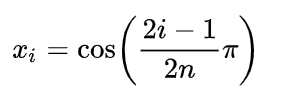 x_i = cos( (2i − 1) / (2n) π )